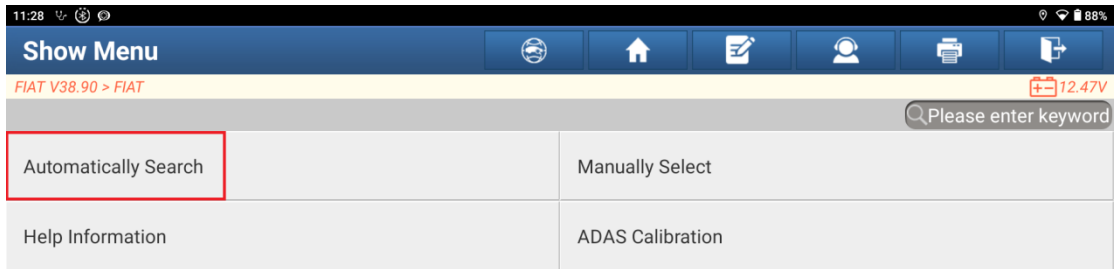 11:28 88%
Show Menu
FIAT V38.90 > FIAT 12.47V
Please enter keyword
Automatically Search Manually Select
Help Information ADAS Calibration